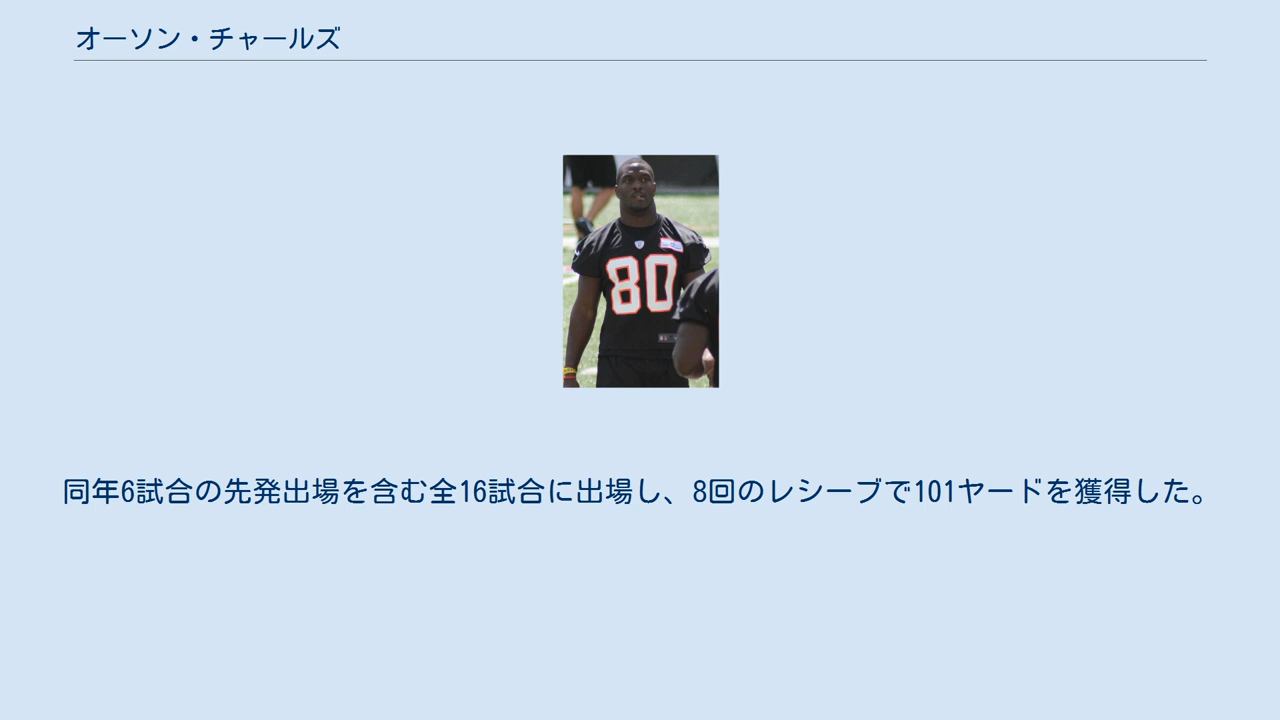 オーソン・チャールズ
80
同年6試合の先発出場を含む全16試合に出場し、8回のレシーブで101ヤードを獲得した。